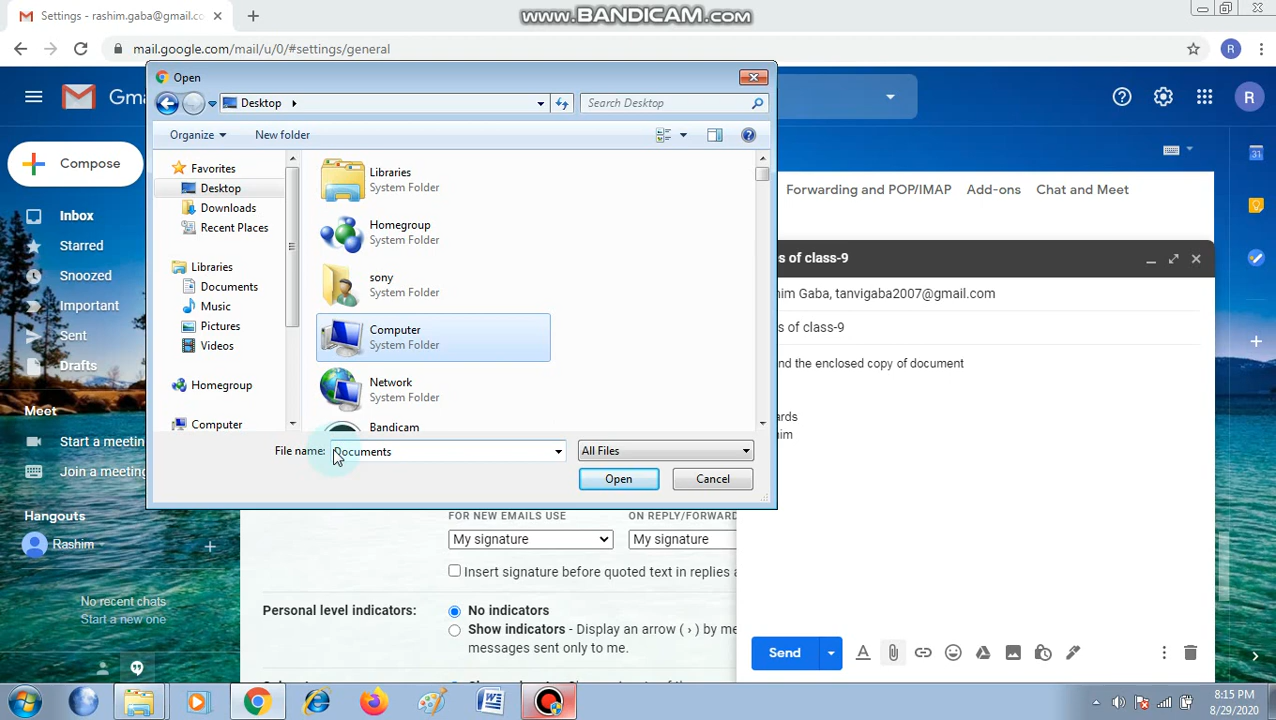 www.BANDICAM.com
Settings - rashim.gaba@gmail.co
mail.google.com/mail/u/0/#settings/general
R
Open
Desktop
Search Desktop
Organize
New folder
Gm
R
Compose
Inbox
Starred
Snoozed
Important
Sent
Drafts
Meet
Start a meetin
Join a meeting
Hangouts
Rashim
No recent chats
Start a new one
Favorites
Desktop
Downloads
Recent Places
Libraries
Documents
Music
Pictures
Videos
Homegroup
Computer
Libraries
System Folder
Homegroup
System Folder
sony
System Folder
Computer
System Folder
Network
System Folder
Bandicam
File name:
Documents
All Files
Open
Cancel
31
Forwarding and POP/IMAP
Add-ons
Chat and Meet
s of class-9
him Gaba, tanvigaba2007@gmail.com
s of class-9
nd the enclosed copy of document
ards
him
FOR NEW EMAILS USE
ON REPLY/FORWARD
My signature
My signature
Insert signature before quoted text in replies a
Personal level indicators:
No indicators
Show indicators - Display an arrow ( › ) by me
messages sent only to me.
Send
8:15 PM
8/29/2020